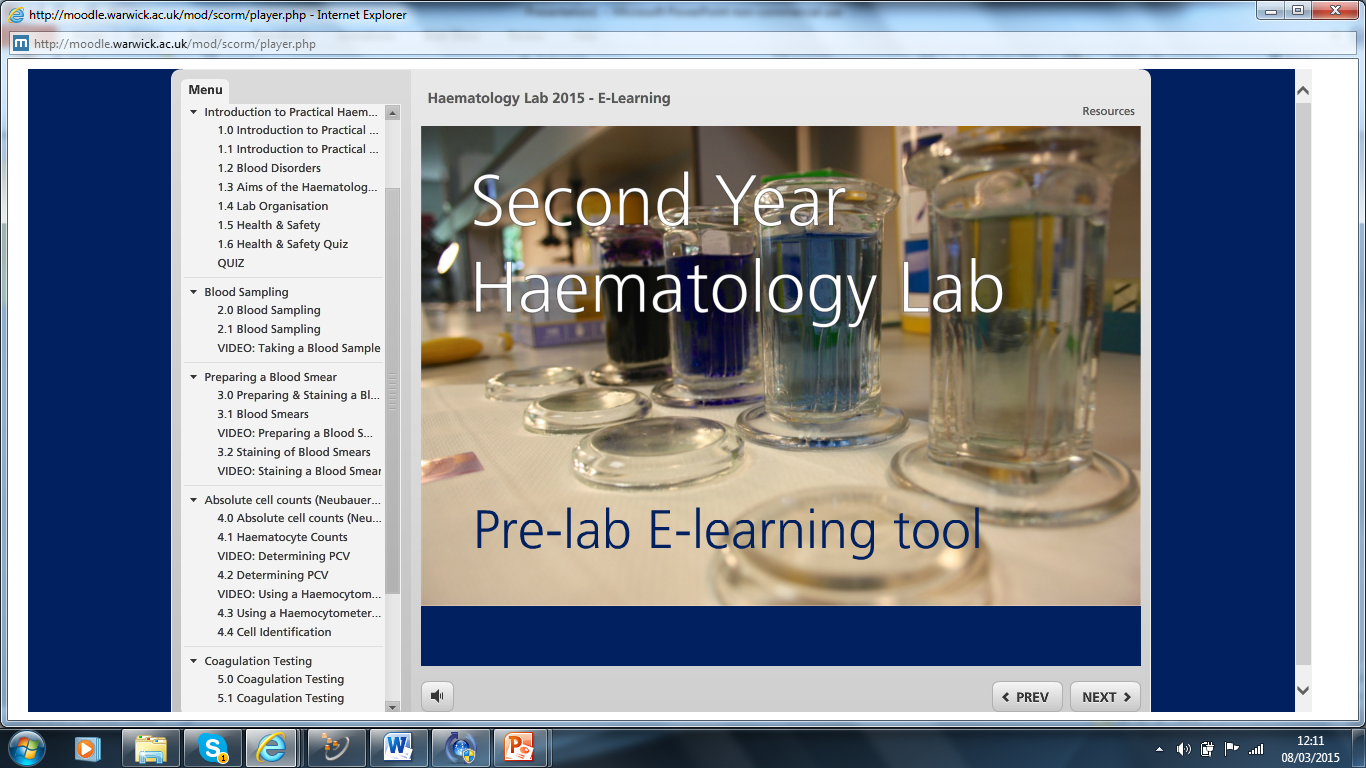 http://moodle.warwick.ac.uk/mod/scorm/player.php - Internet Explorer
http://moodle.warwick.ac.uk/mod/scorm/player.php
Menu
Introduction to Practical Haem...
1.0 Introduction to Practical ...
1.1 Introduction to Practical ...
1.2 Blood Disorders
1.3 Aims of the Haematolog...
1.4 Lab Organisation
1.5 Health & Safety
1.6 Health & Safety Quiz
QUIZ
Blood Sampling
2.0 Blood Sampling
2.1 Blood Sampling
VIDEO: Taking a Blood Sample
Preparing a Blood Smear
3.0 Preparing & Staining a Bl...
3.1 Blood Smears
VIDEO: Preparing a Blood S...
3.2 Staining of Blood Smears
VIDEO: Staining a Blood Smear
Absolute cell counts (Neubauer...
4.0 Absolute cell counts (Neu...
4.1 Haematocyte Counts
VIDEO: Determining PCV
4.2 Determining PCV
VIDEO: Using a Haemocytom...
4.3 Using a Haemocytometer...
4.4 Cell Identification
Coagulation Testing
5.0 Coagulation Testing
5.1 Coagulation Testing
Haematology Lab 2015 - E-Learning
Resources
Second Year
Haematology Lab
Pre-lab E-learning tool
PREV
NEXT
1
12:11
08/03/2015